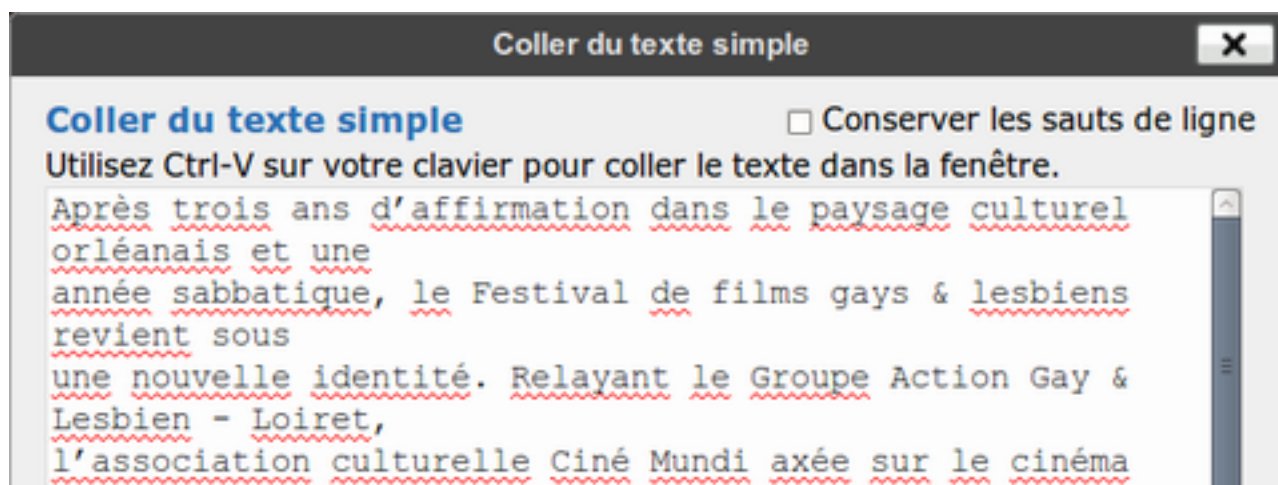 Coller du texte simple
Coller du texte simple
Conserver les sauts de ligne
Utilisez Ctrl-V sur votre clavier pour coller le texte dans la fenêtre.
Après trois ans d’affirmation dans le paysage culturel
orléanais et une
année sabbatique, le Festival de films gays & lesbiens
revient sous
une nouvelle identité. Relayant le Groupe Action Gay &
Lesbien - Loiret,
l’association culturelle Ciné Mundi axée sur le cinéma